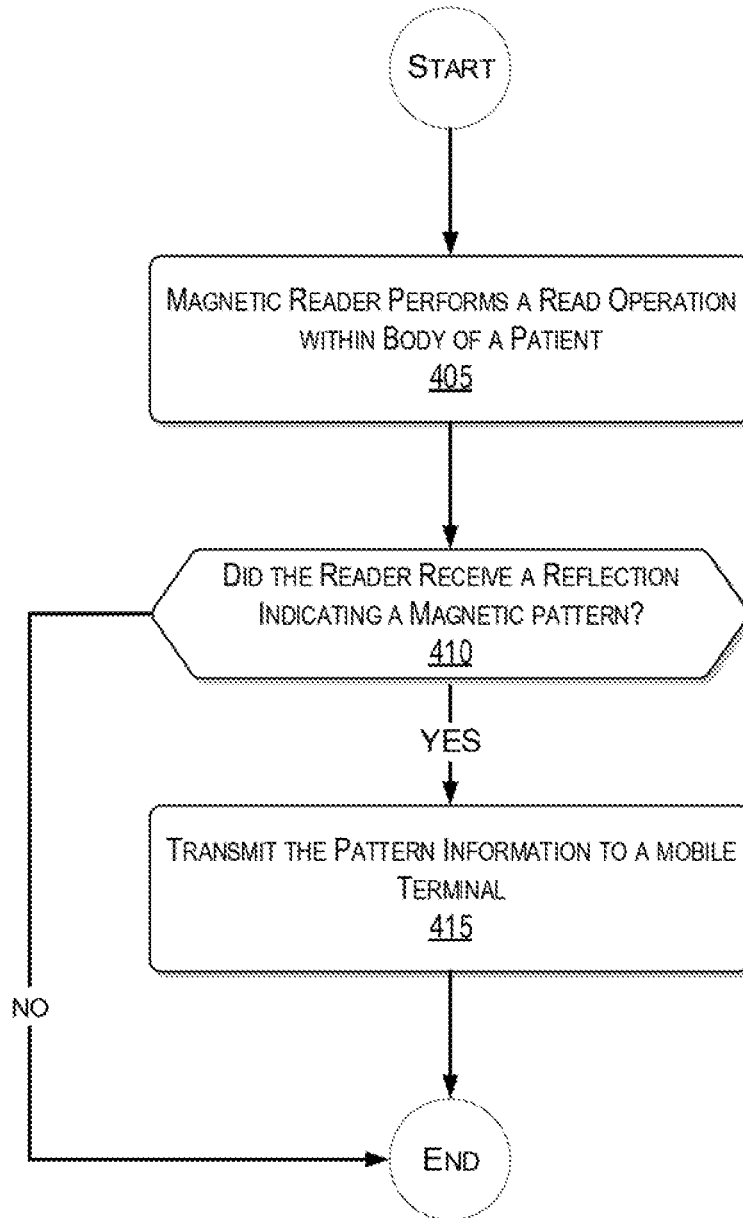 START
MAGNETIC READER PERFORMS A READ OPERATION
WITHIN BODY OF A PATIENT
405
DID THE READER RECEIVE A REFLECTION
INDICATING A MAGNETIC PATTERN?
410
YES
TRANSMIT THE PATTERN INFORMATION TO A MOBILE
TERMINAL
415
NO
END